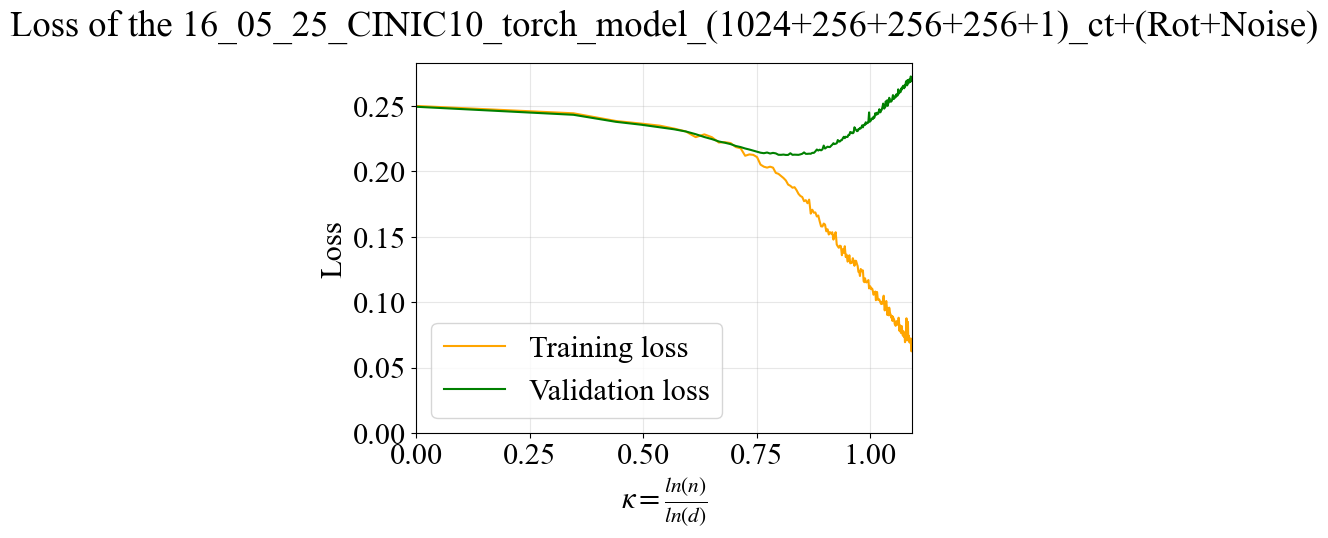 Loss of the 16_05_25_CINIC10_torch_model_(1024+256+256+256+1)_ct+(Rot+Noise)
0.25
0.20
0.15
0.10
0.05
0.00
Loss
Training loss
Validation loss
0.00 0.25 0.50 0.75 1.00
κ = ln(n)/ln(d)